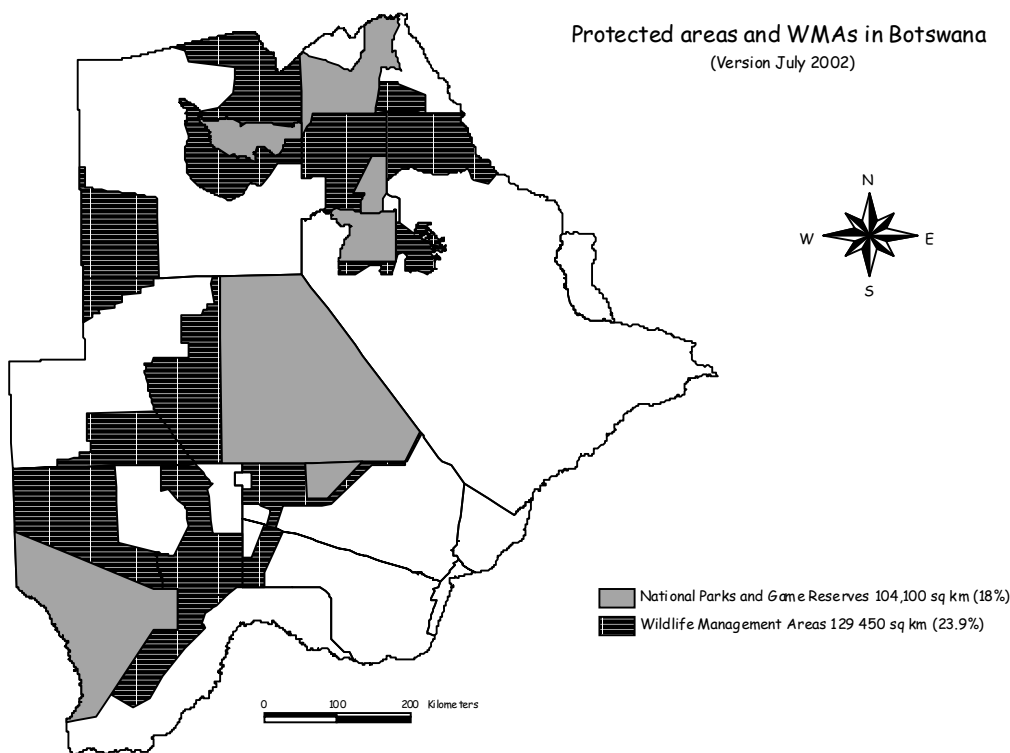 Protected areas and WMAs in Botswana
(Version July 2002)
N
W E
S
National Parks and Game Reserves 104,100 sq km (18%)
Wildlife Management Areas 129 450 sq km (23.9%)
0 100 200 Kilometers